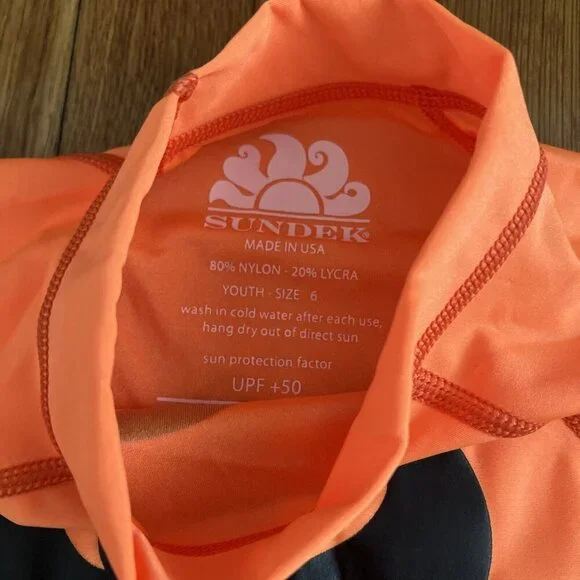 SUNDEK®
MADE IN USA
80% NYLON - 20% LYCRA
YOUTH - SIZE 6
wash in cold water after each use,
hang dry out of direct sun
sun protection factor
UPF +50